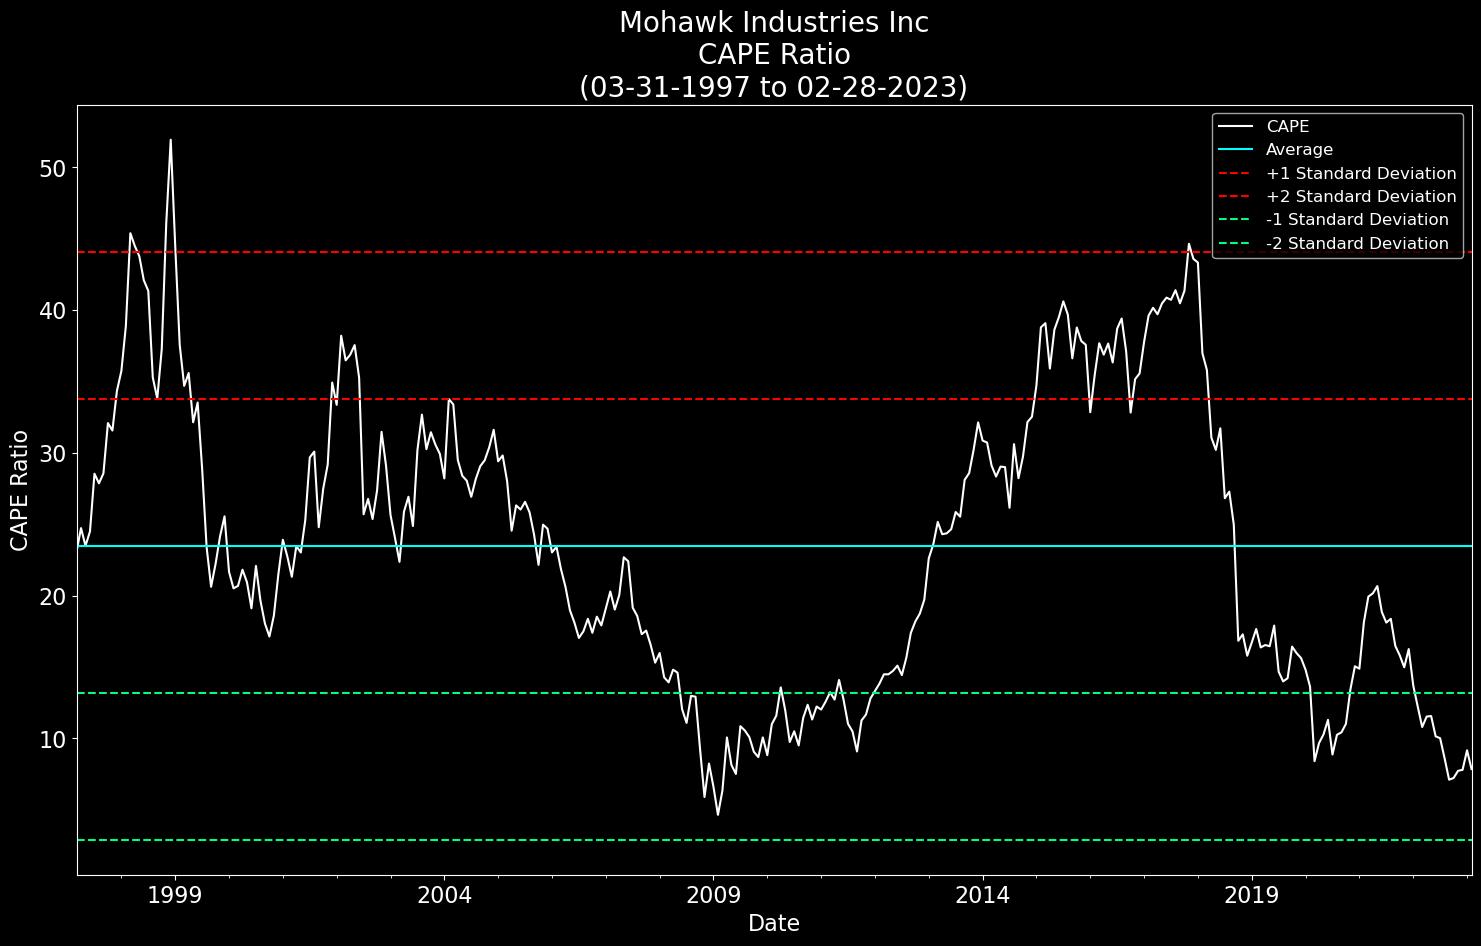 Mohawk Industries Inc
CAPE Ratio
(03-31-1997 to 02-28-2023)
CAPE
Average
+1 Standard Deviation
+2 Standard Deviation
-1 Standard Deviation
-2 Standard Deviation
CAPE Ratio
50
40
30
20
10
1999 2004 2009 2014 2019
Date